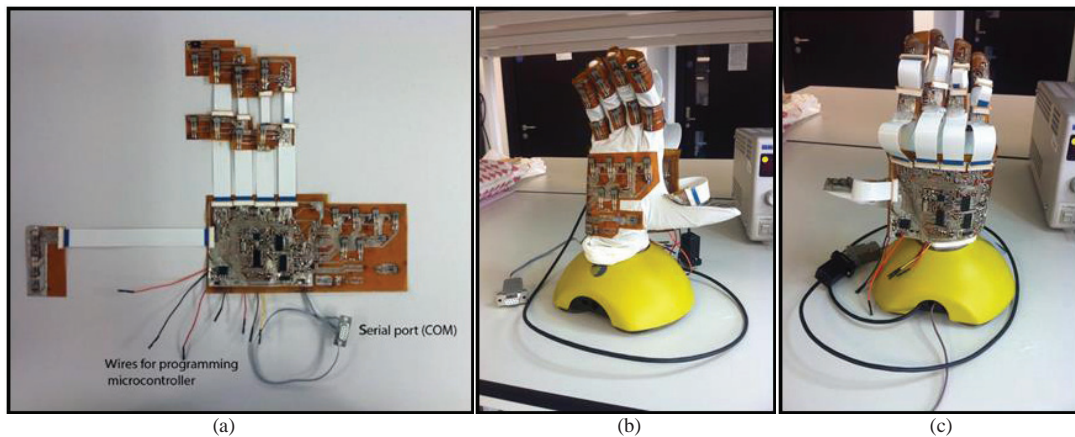 Serial port (COM)
Wires for programming
microcontroller
(a)
(b)
(c)